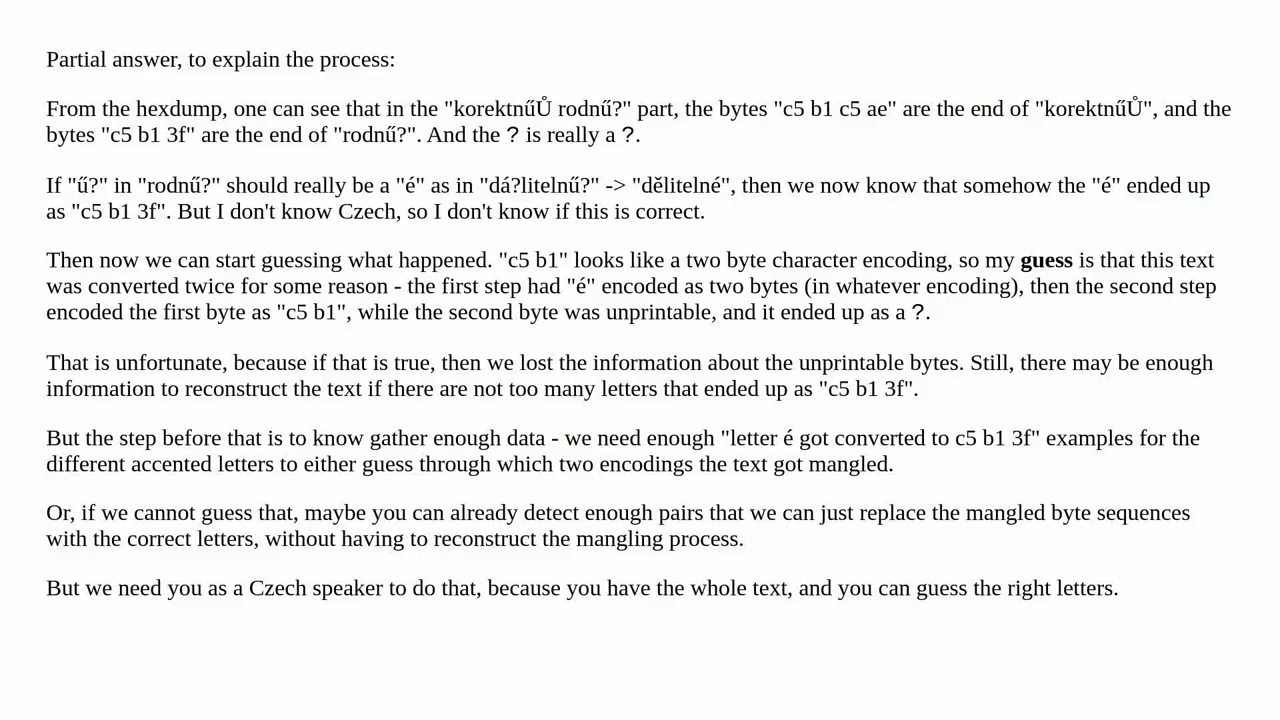 Partial answer, to explain the process:
From the hexdump, one can see that in the "korektnűŮ rodnű?" part, the bytes "c5 b1 c5 ae" are the end of "korektnűŮ", and the
bytes "c5 b1 3f" are the end of "rodnű?". And the ? is really a ?.
If "ű?" in "rodnű?" should really be a "é" as in "dá?litelnű?" -> "dělitelné", then we now know that somehow the "é" ended up
as "c5 b1 3f". But I don't know Czech, so I don't know if this is correct.
Then now we can start guessing what happened. "c5 b1" looks like a two byte character encoding, so my guess is that this text
was converted twice for some reason - the first step had "é" encoded as two bytes (in whatever encoding), then the second step
encoded the first byte as "c5 b1", while the second byte was unprintable, and it ended up as a ?.
That is unfortunate, because if that is true, then we lost the information about the unprintable bytes. Still, there may be enough
information to reconstruct the text if there are not too many letters that ended up as "c5 b1 3f".
But the step before that is to know gather enough data - we need enough "letter é got converted to c5 b1 3f" examples for the
different accented letters to either guess through which two encodings the text got mangled.
Or, if we cannot guess that, maybe you can already detect enough pairs that we can just replace the mangled byte sequences
with the correct letters, without having to reconstruct the mangling process.
But we need you as a Czech speaker to do that, because you have the whole text, and you can guess the right letters.